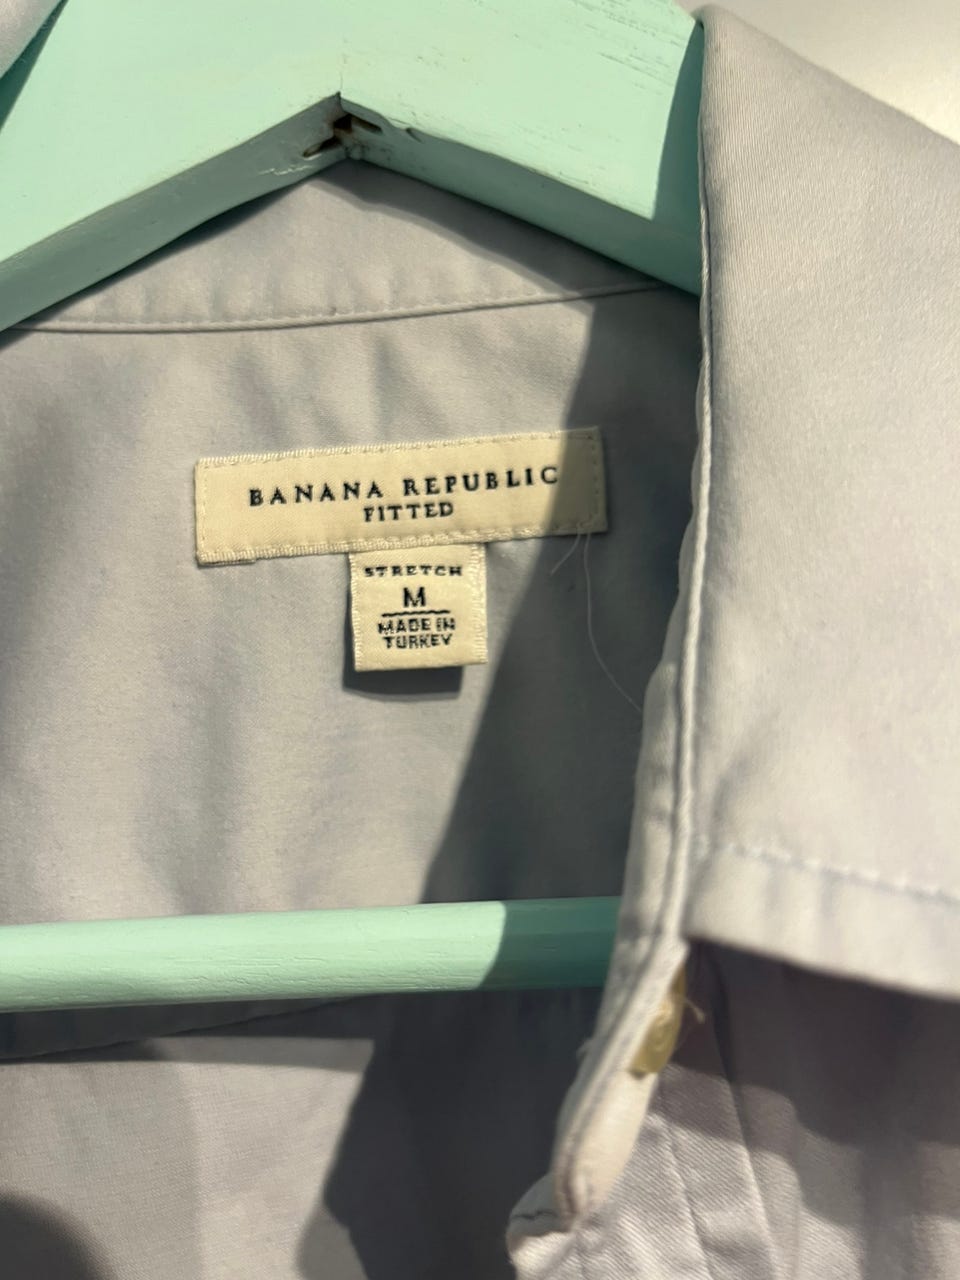 BANANA REPUBLIC
FITTED
STRETCH
M
MADE IN
TURKEY